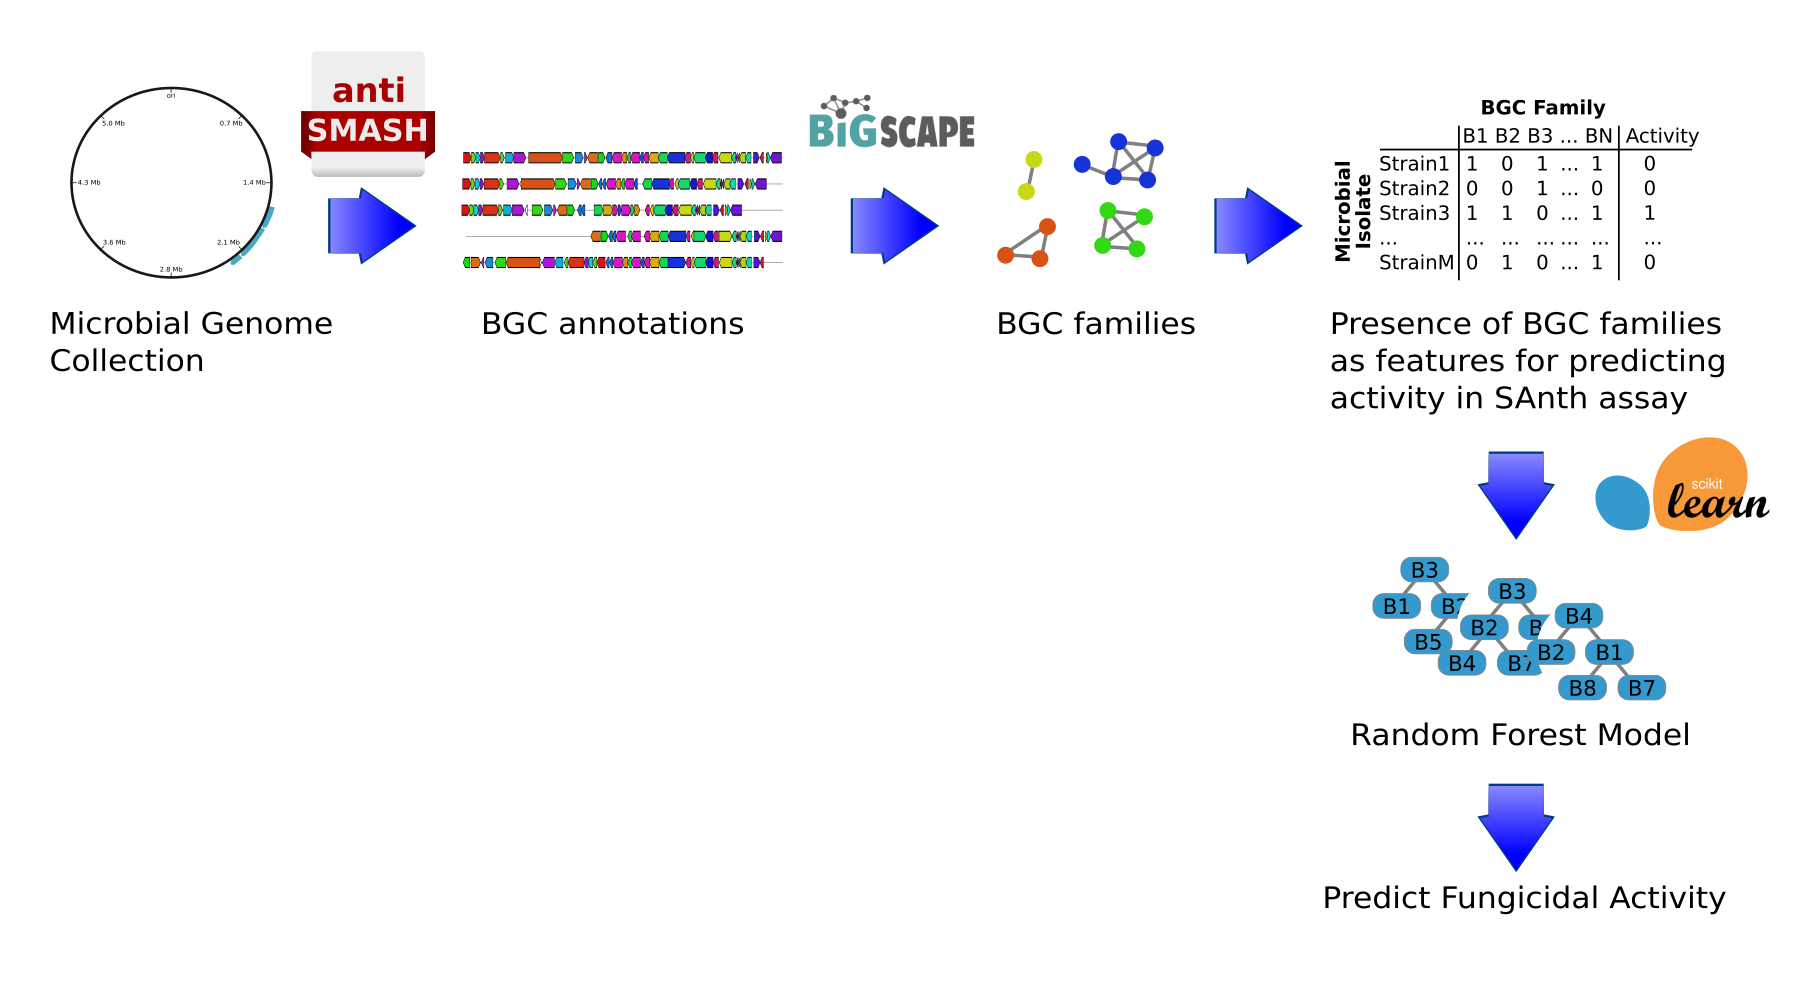 anti
SMASH
ori
0.7 Mb
1.4 Mb
2.1 Mb
2.8 Mb
3.6 Mb
4.3 Mb
5.0 Mb
Microbial Genome
Collection
BGC annotations
BiGSCAPE
BGC families
BGC Family
B1 B2 B3 ... BN Activity
Microbial
Isolate
Strain1 1 0 1 ... 1 0
Strain2 0 0 1 ... 0 0
Strain3 1 1 0 ... 1 1
... ... ... ... ... ... ...
StrainM 0 1 0 ... 1 0
Presence of BGC families
as features for predicting
activity in SAnth assay
scikit
learn
B3
B1
B5
B3
B2
B4
B7
B4
B2
B1
B8
B7
Random Forest Model
Predict Fungicidal Activity